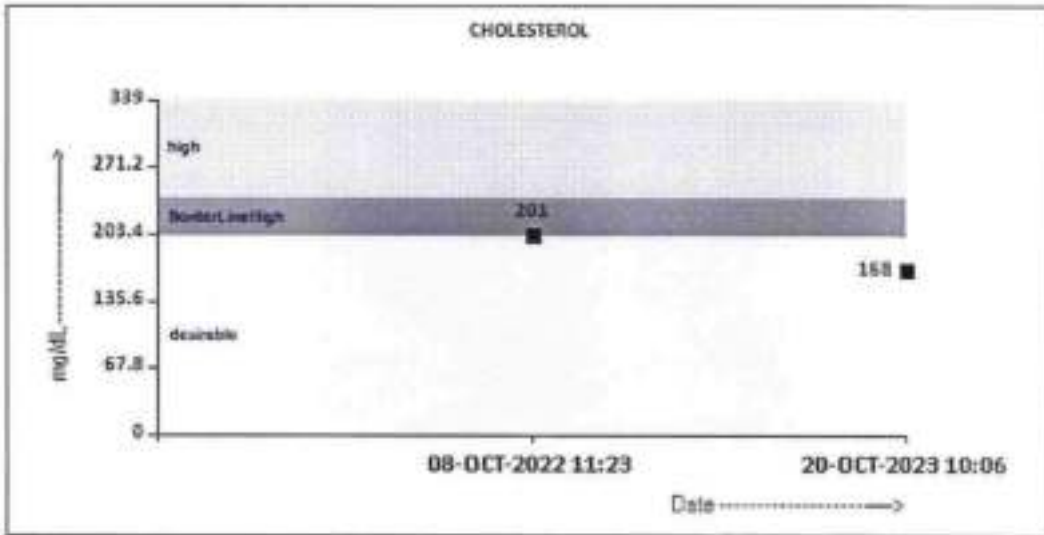 CHOLESTEROL
339
high
271.2
BorderLineHigh
201
203.4
168
135.6
desirable
67.8
0
mg/dL
08-OCT-2022 11:23
20-OCT-2023 10:06
Date